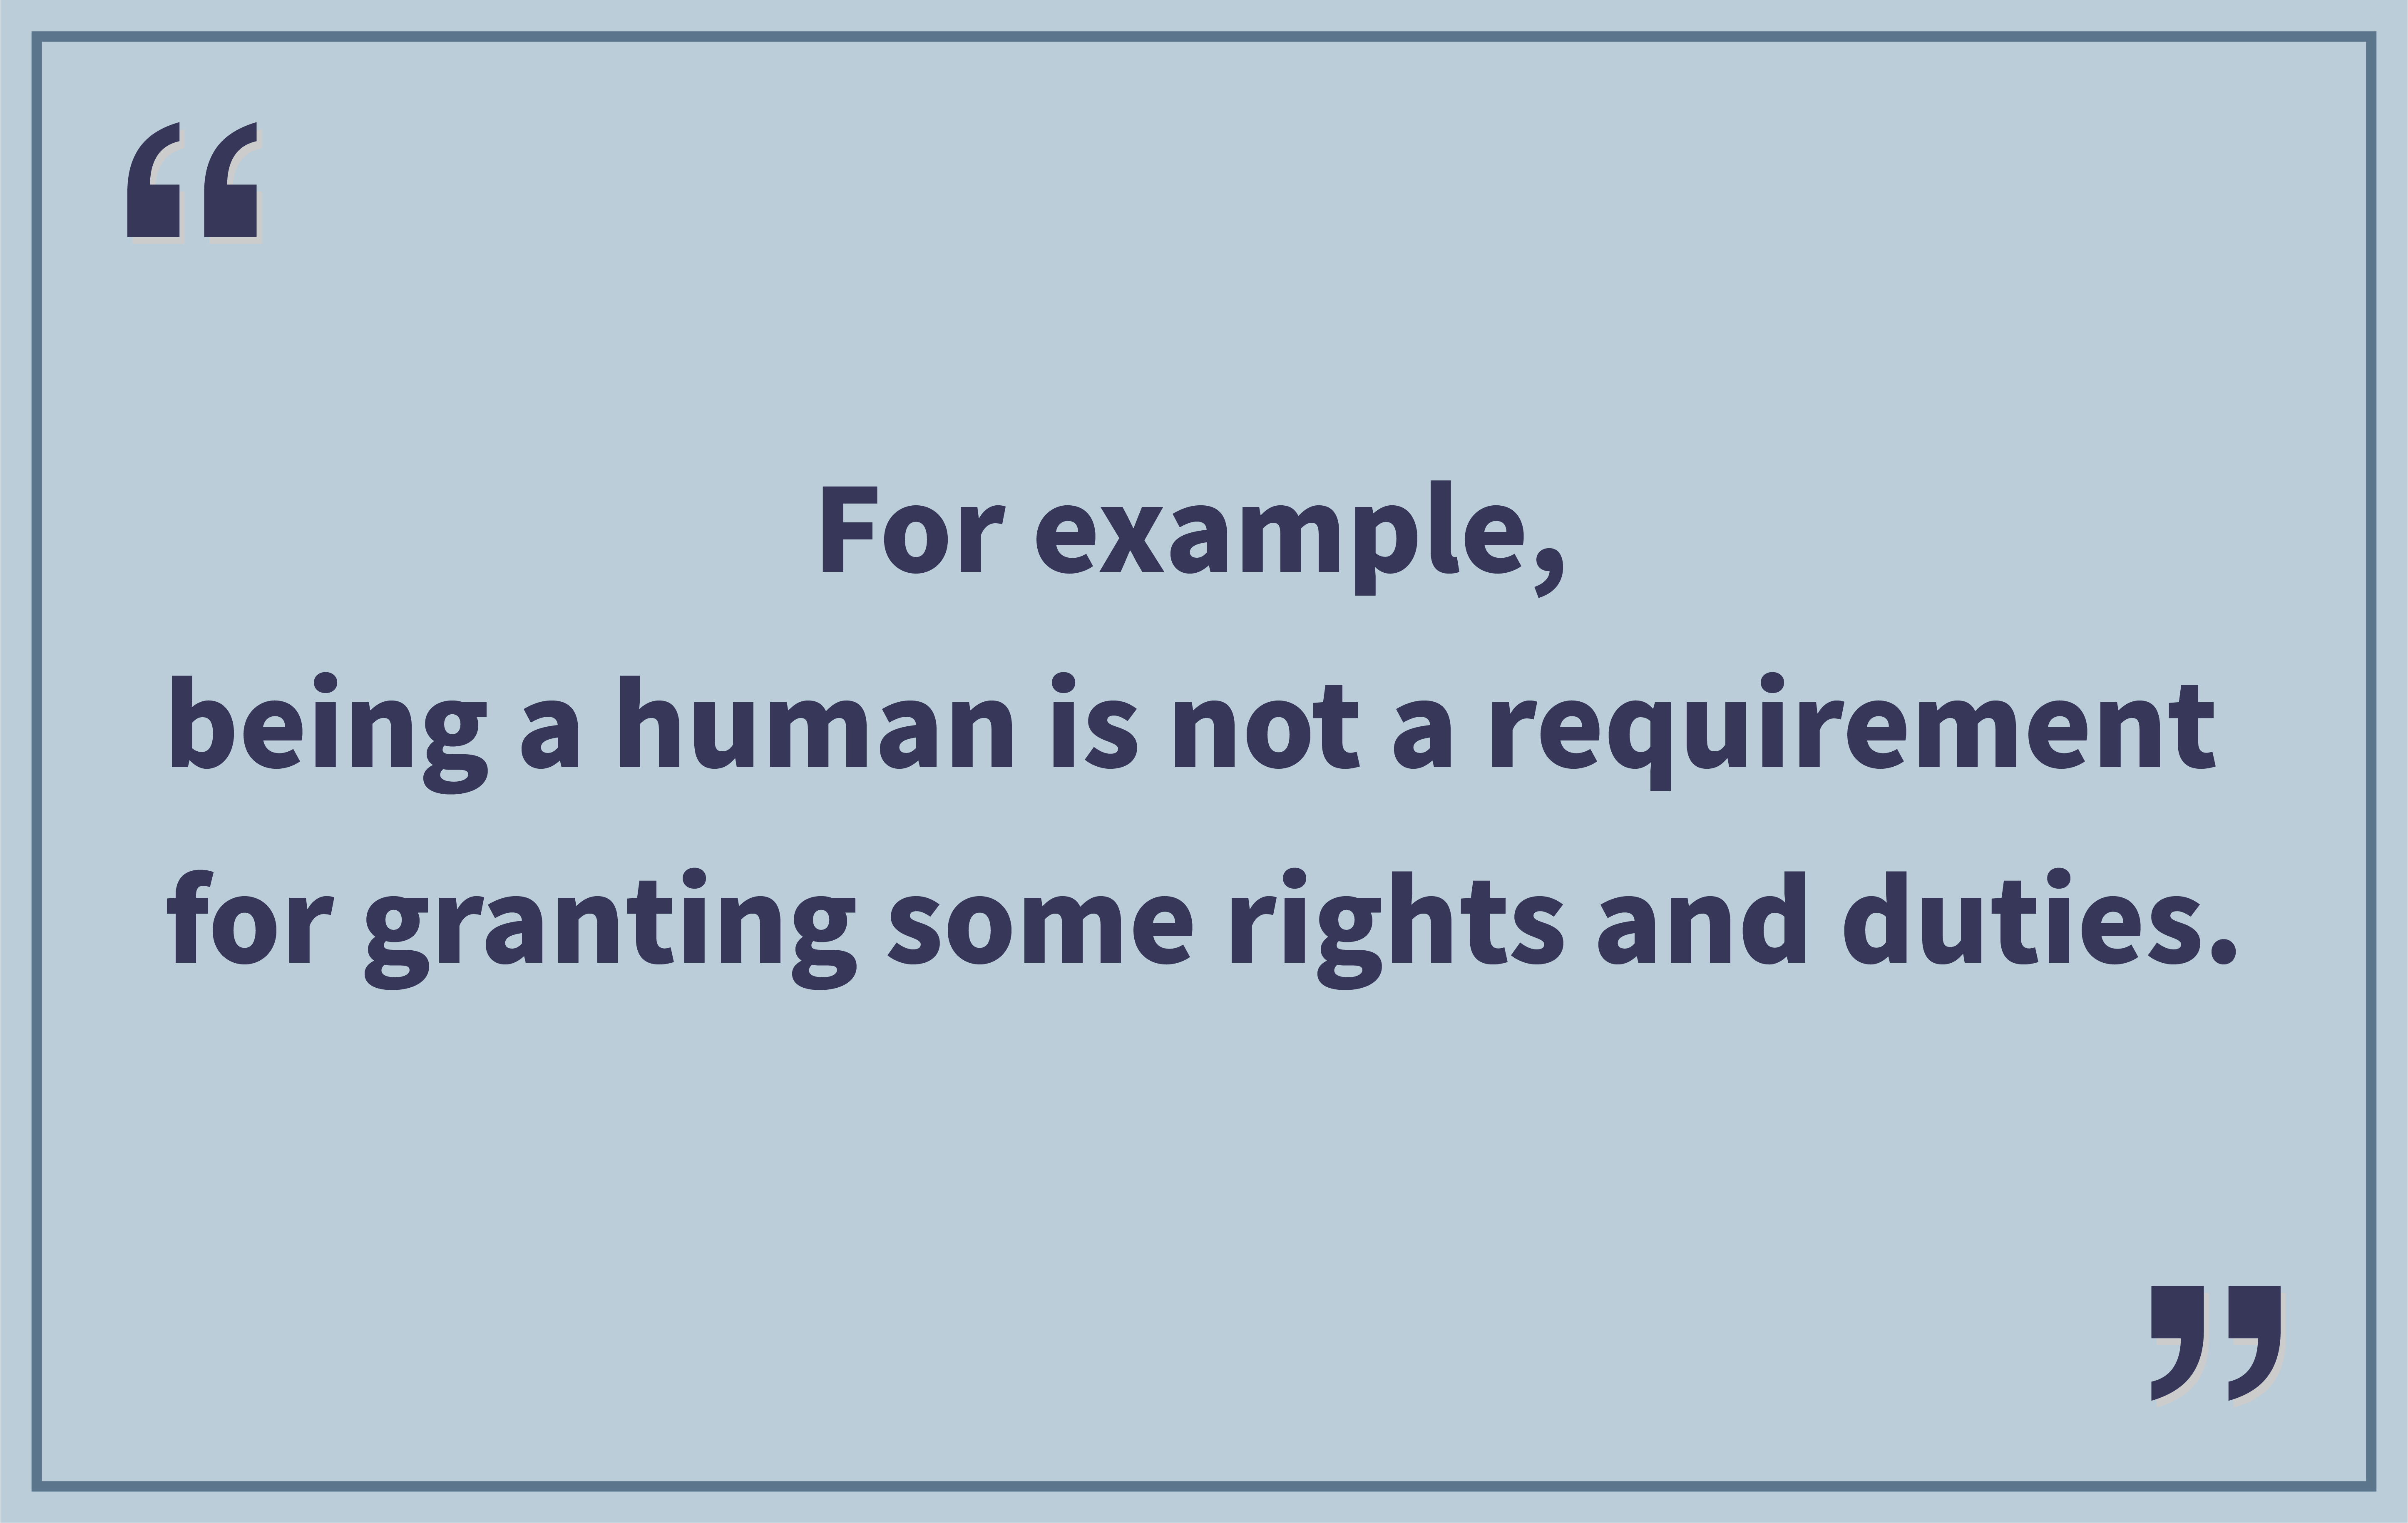 “
For example,
being a human is not a requirement
for granting some rights and duties.
”